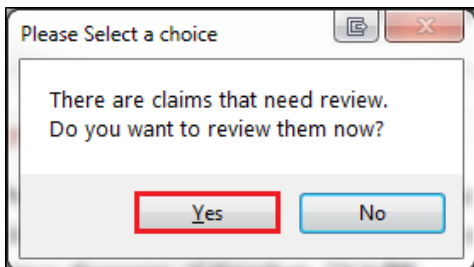 Please Select a choice
There are claims that need review.
Do you want to review them now?
Yes
No